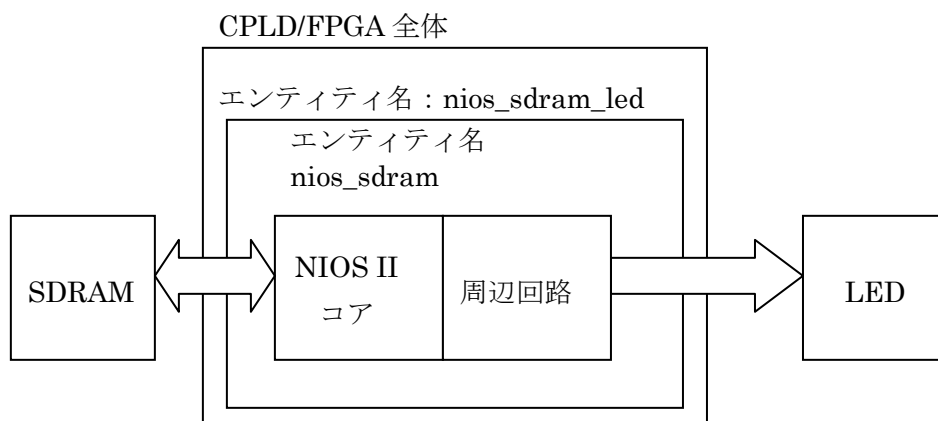 CPLD/FPGA 全体
エンティティ名：nios_sdram_led
エンティティ名
nios_sdram
SDRAM
NIOS II
コア
周辺回路
LED